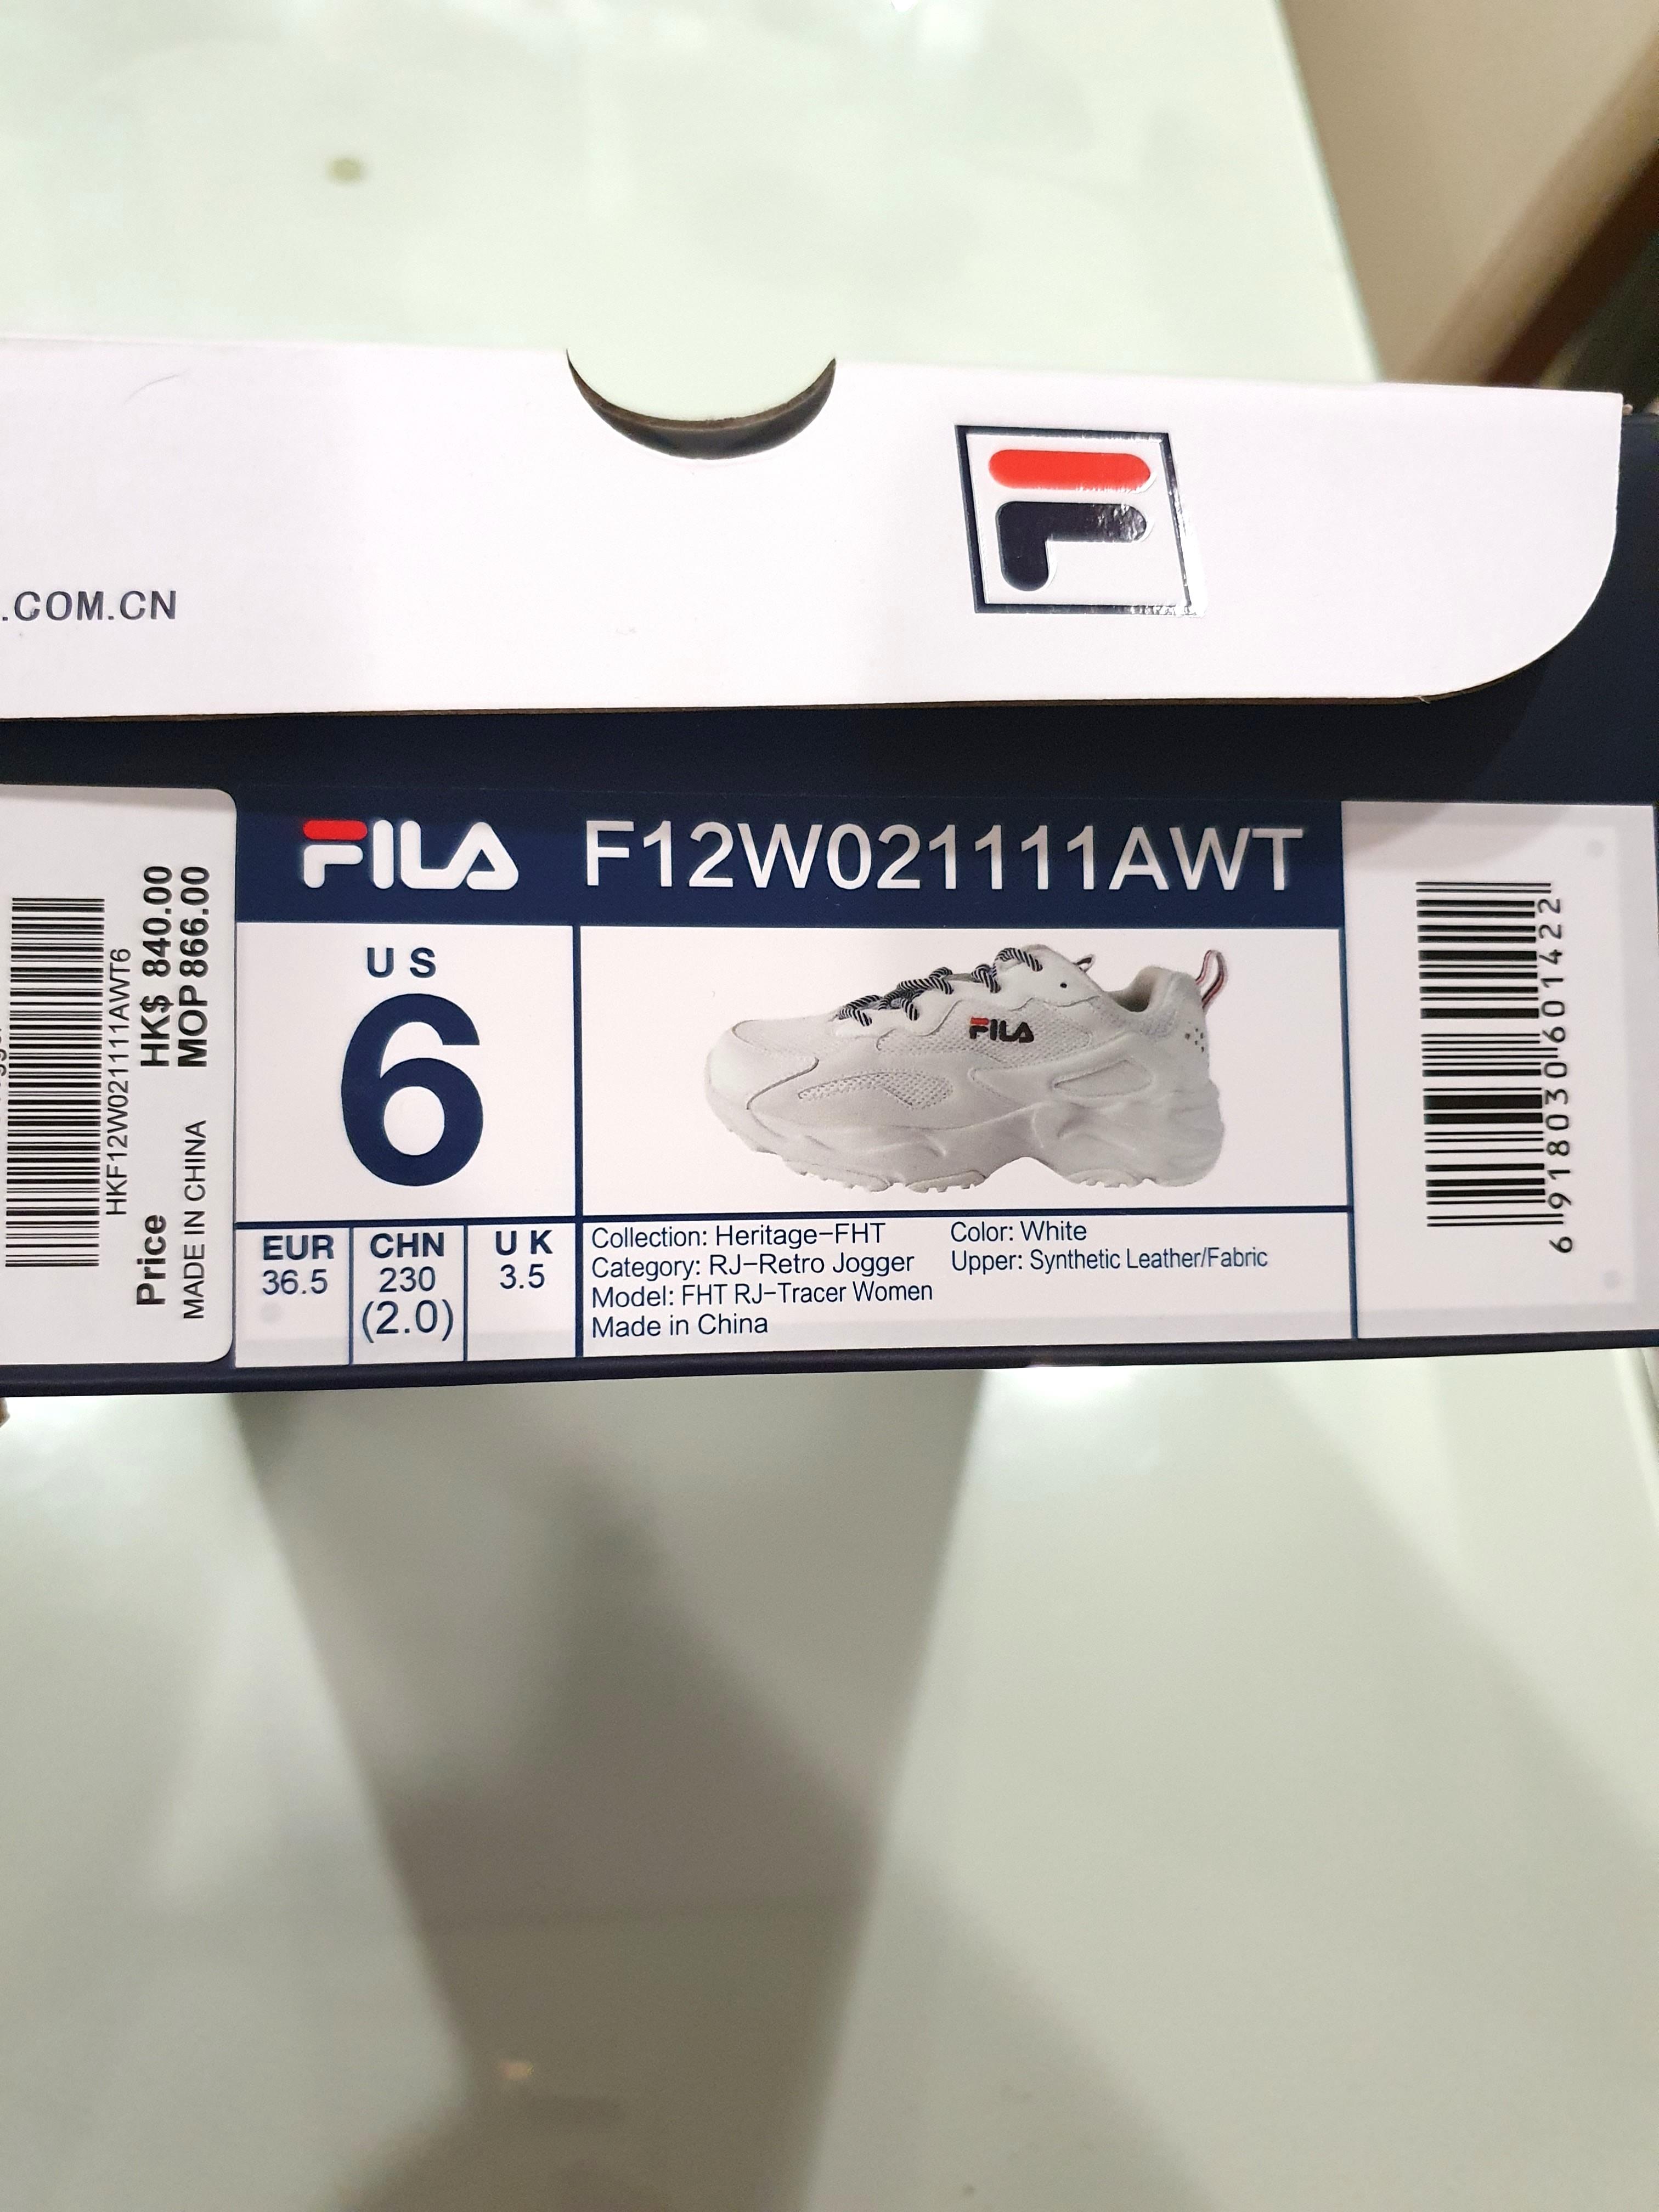 .COM.CN
FILA F12W021111AWT
US
6
EUR
36.5
CHN
230
(2.0)
UK
3.5
FILA
Collection: Heritage-FHT
Category: RJ-Retro Jogger
Model: FHT RJ-Tracer Women
Made in China
Color: White
Upper: Synthetic Leather/Fabric
HKF12W021111AWT6
Price HK$ 840.00
MOP 866.00
MADE IN CHINA
6 918030 601422